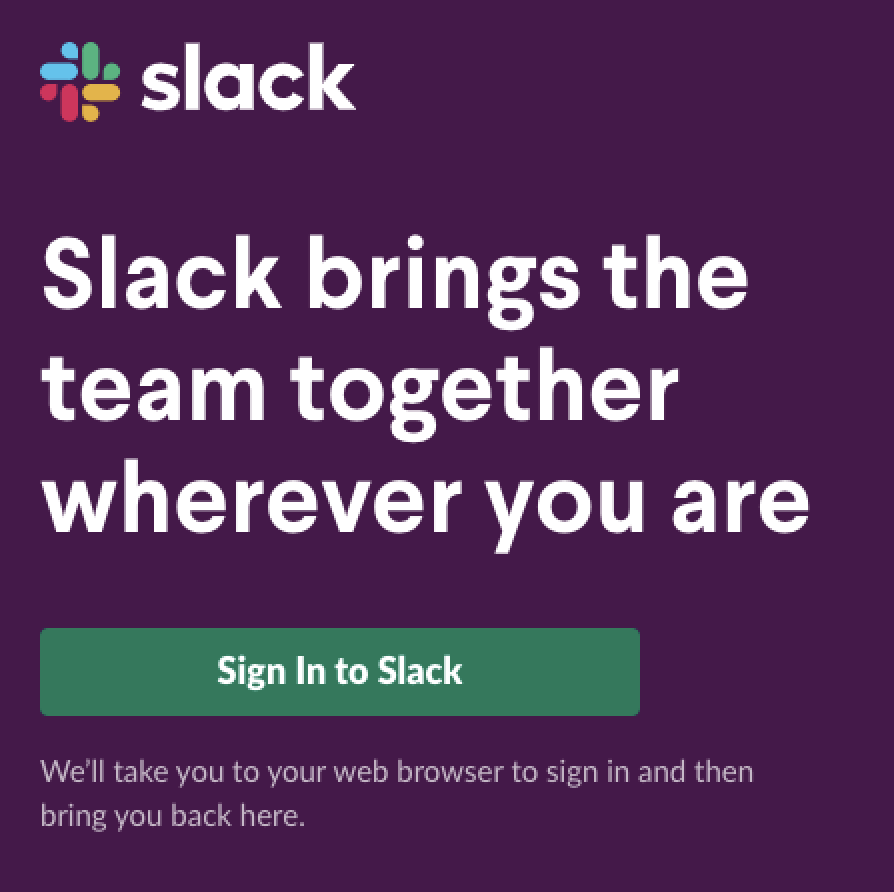 slack
Slack brings the
team together
wherever you are
Sign In to Slack
We’ll take you to your web browser to sign in and then
bring you back here.